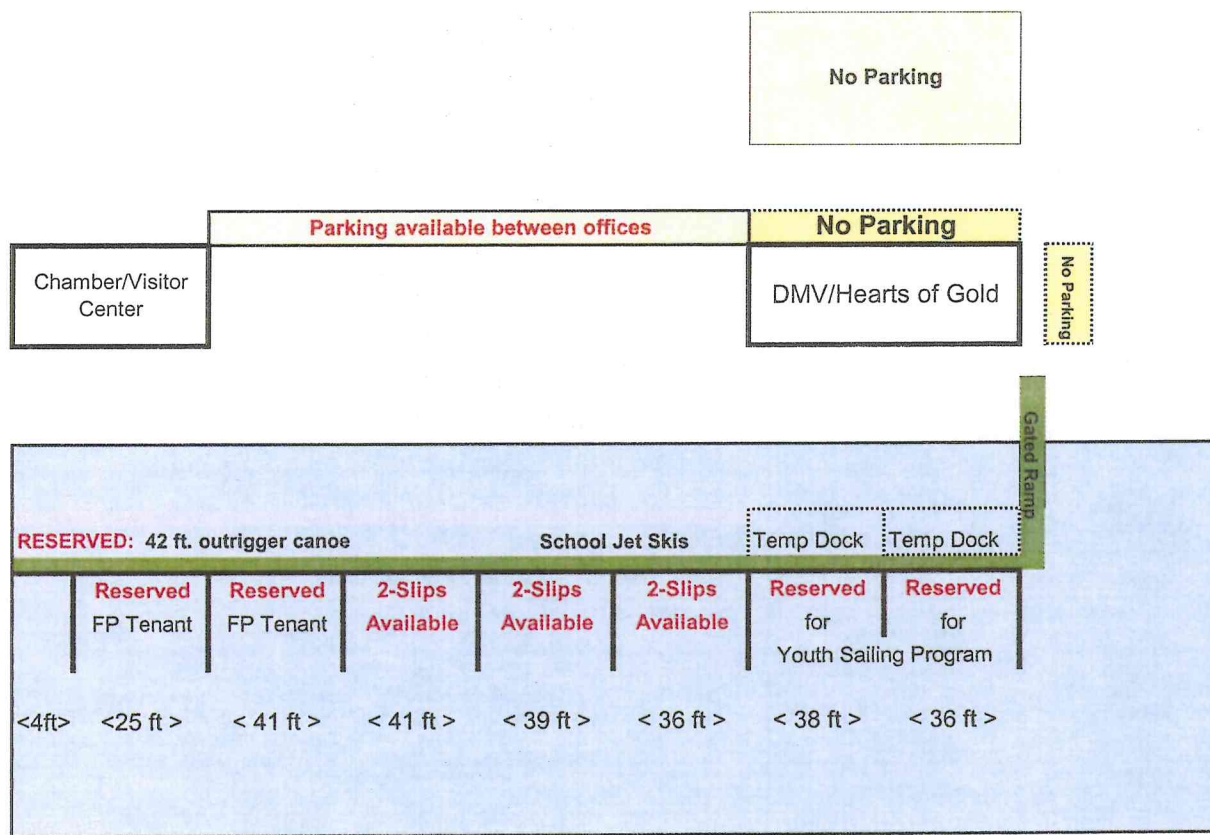 No Parking
Parking available between offices
No Parking
Chamber/Visitor
Center
DMV/Hearts of Gold
No Parking
Gated Ramp
RESERVED: 42 ft. outrigger canoe
School Jet Skis
Temp Dock
Temp Dock
Reserved
FP Tenant
Reserved
FP Tenant
2-Slips
Available
2-Slips
Available
2-Slips
Available
Reserved
for
Reserved
for
Youth Sailing Program
<4ft>
<25 ft >
< 41 ft >
< 41 ft >
< 39 ft >
< 36 ft >
< 38 ft >
< 36 ft >